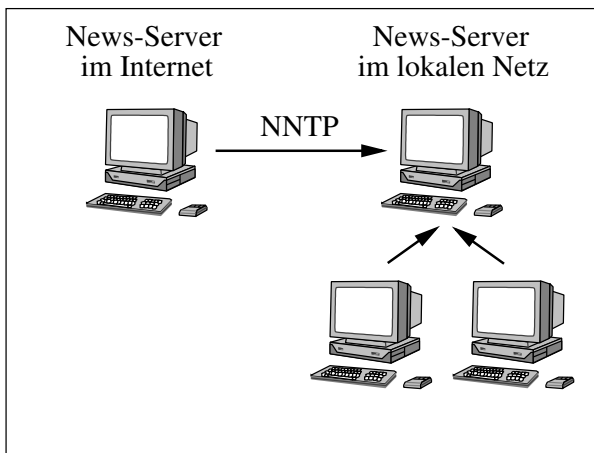 News-Server
im Internet
News-Server
im lokalen Netz
NNTP